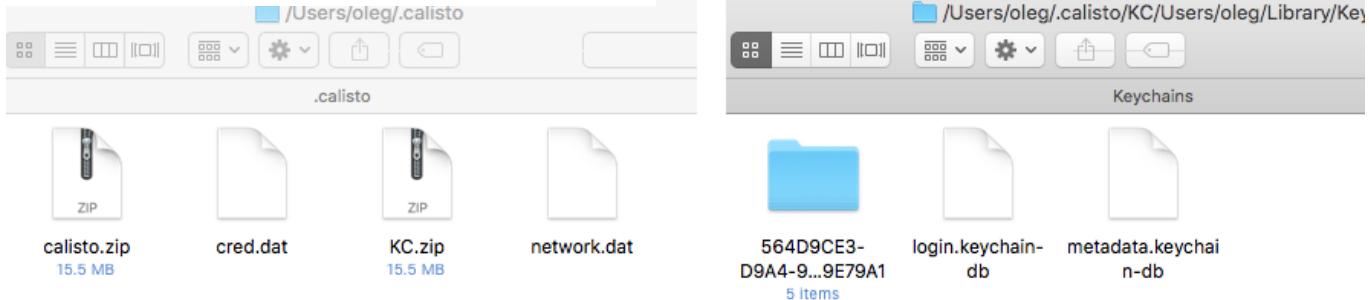 /Users/oleg/.calisto
.calisto
ZIP
calisto.zip
15.5 MB
cred.dat
ZIP
KC.zip
15.5 MB
network.dat
/Users/oleg/.calisto/KC/Users/oleg/Library/Key
Keychains
564D9CE3-
D9A4-9...9E79A1
5 items
login.keychain-
db
metadata.keychai
n-db